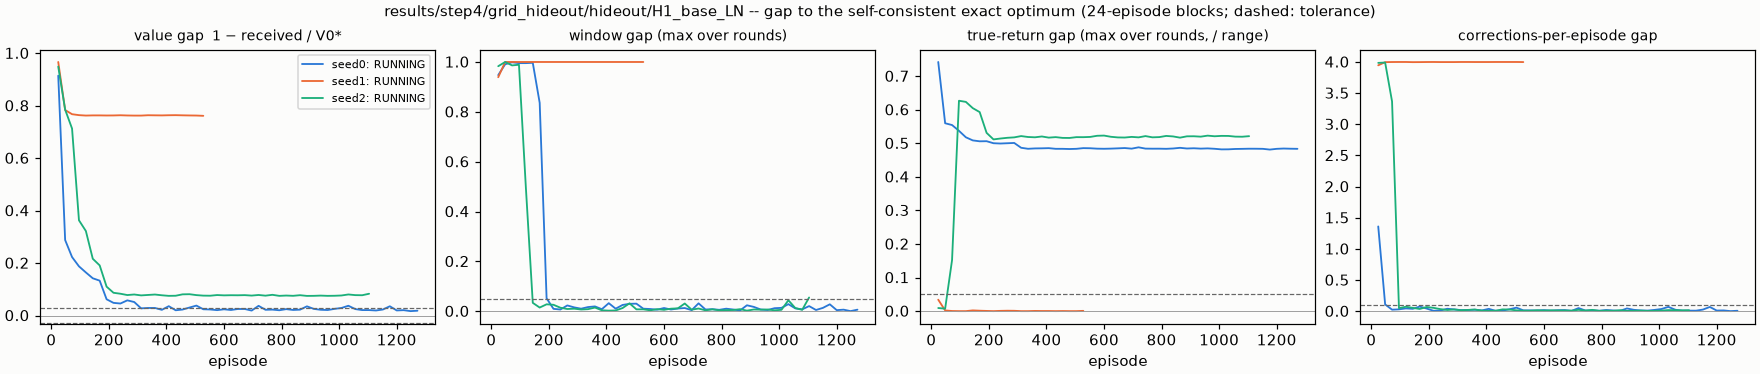 results/step4/grid_hideout/hideout/H1_base_LN -- gap to the self-consistent exact optimum (24-episode blocks; dashed: tolerance)
value gap 1 − received / V0*
1.0
0.8
0.6
0.4
0.2
0.0
seed0: RUNNING
seed1: RUNNING
seed2: RUNNING
0 200 400 600 800 1000 1200
episode
window gap (max over rounds)
1.0
0.8
0.6
0.4
0.2
0.0
0 200 400 600 800 1000 1200
episode
true-return gap (max over rounds, / range)
0.7
0.6
0.5
0.4
0.3
0.2
0.1
0.0
0 200 400 600 800 1000 1200
episode
corrections-per-episode gap
4.0
3.5
3.0
2.5
2.0
1.5
1.0
0.5
0.0
0 200 400 600 800 1000 1200
episode